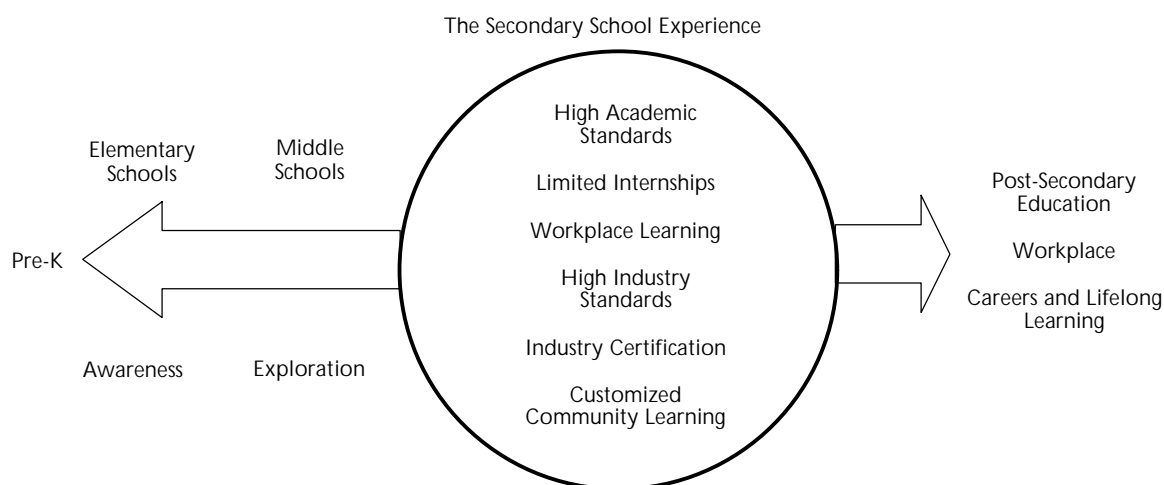 The Secondary School Experience
High Academic
Standards
Limited Internships
Workplace Learning
High Industry
Standards
Industry Certification
Customized
Community Learning
Elementary
Schools
Middle
Schools
Pre-K
Awareness
Exploration
Post-Secondary
Education
Workplace
Careers and Lifelong
Learning